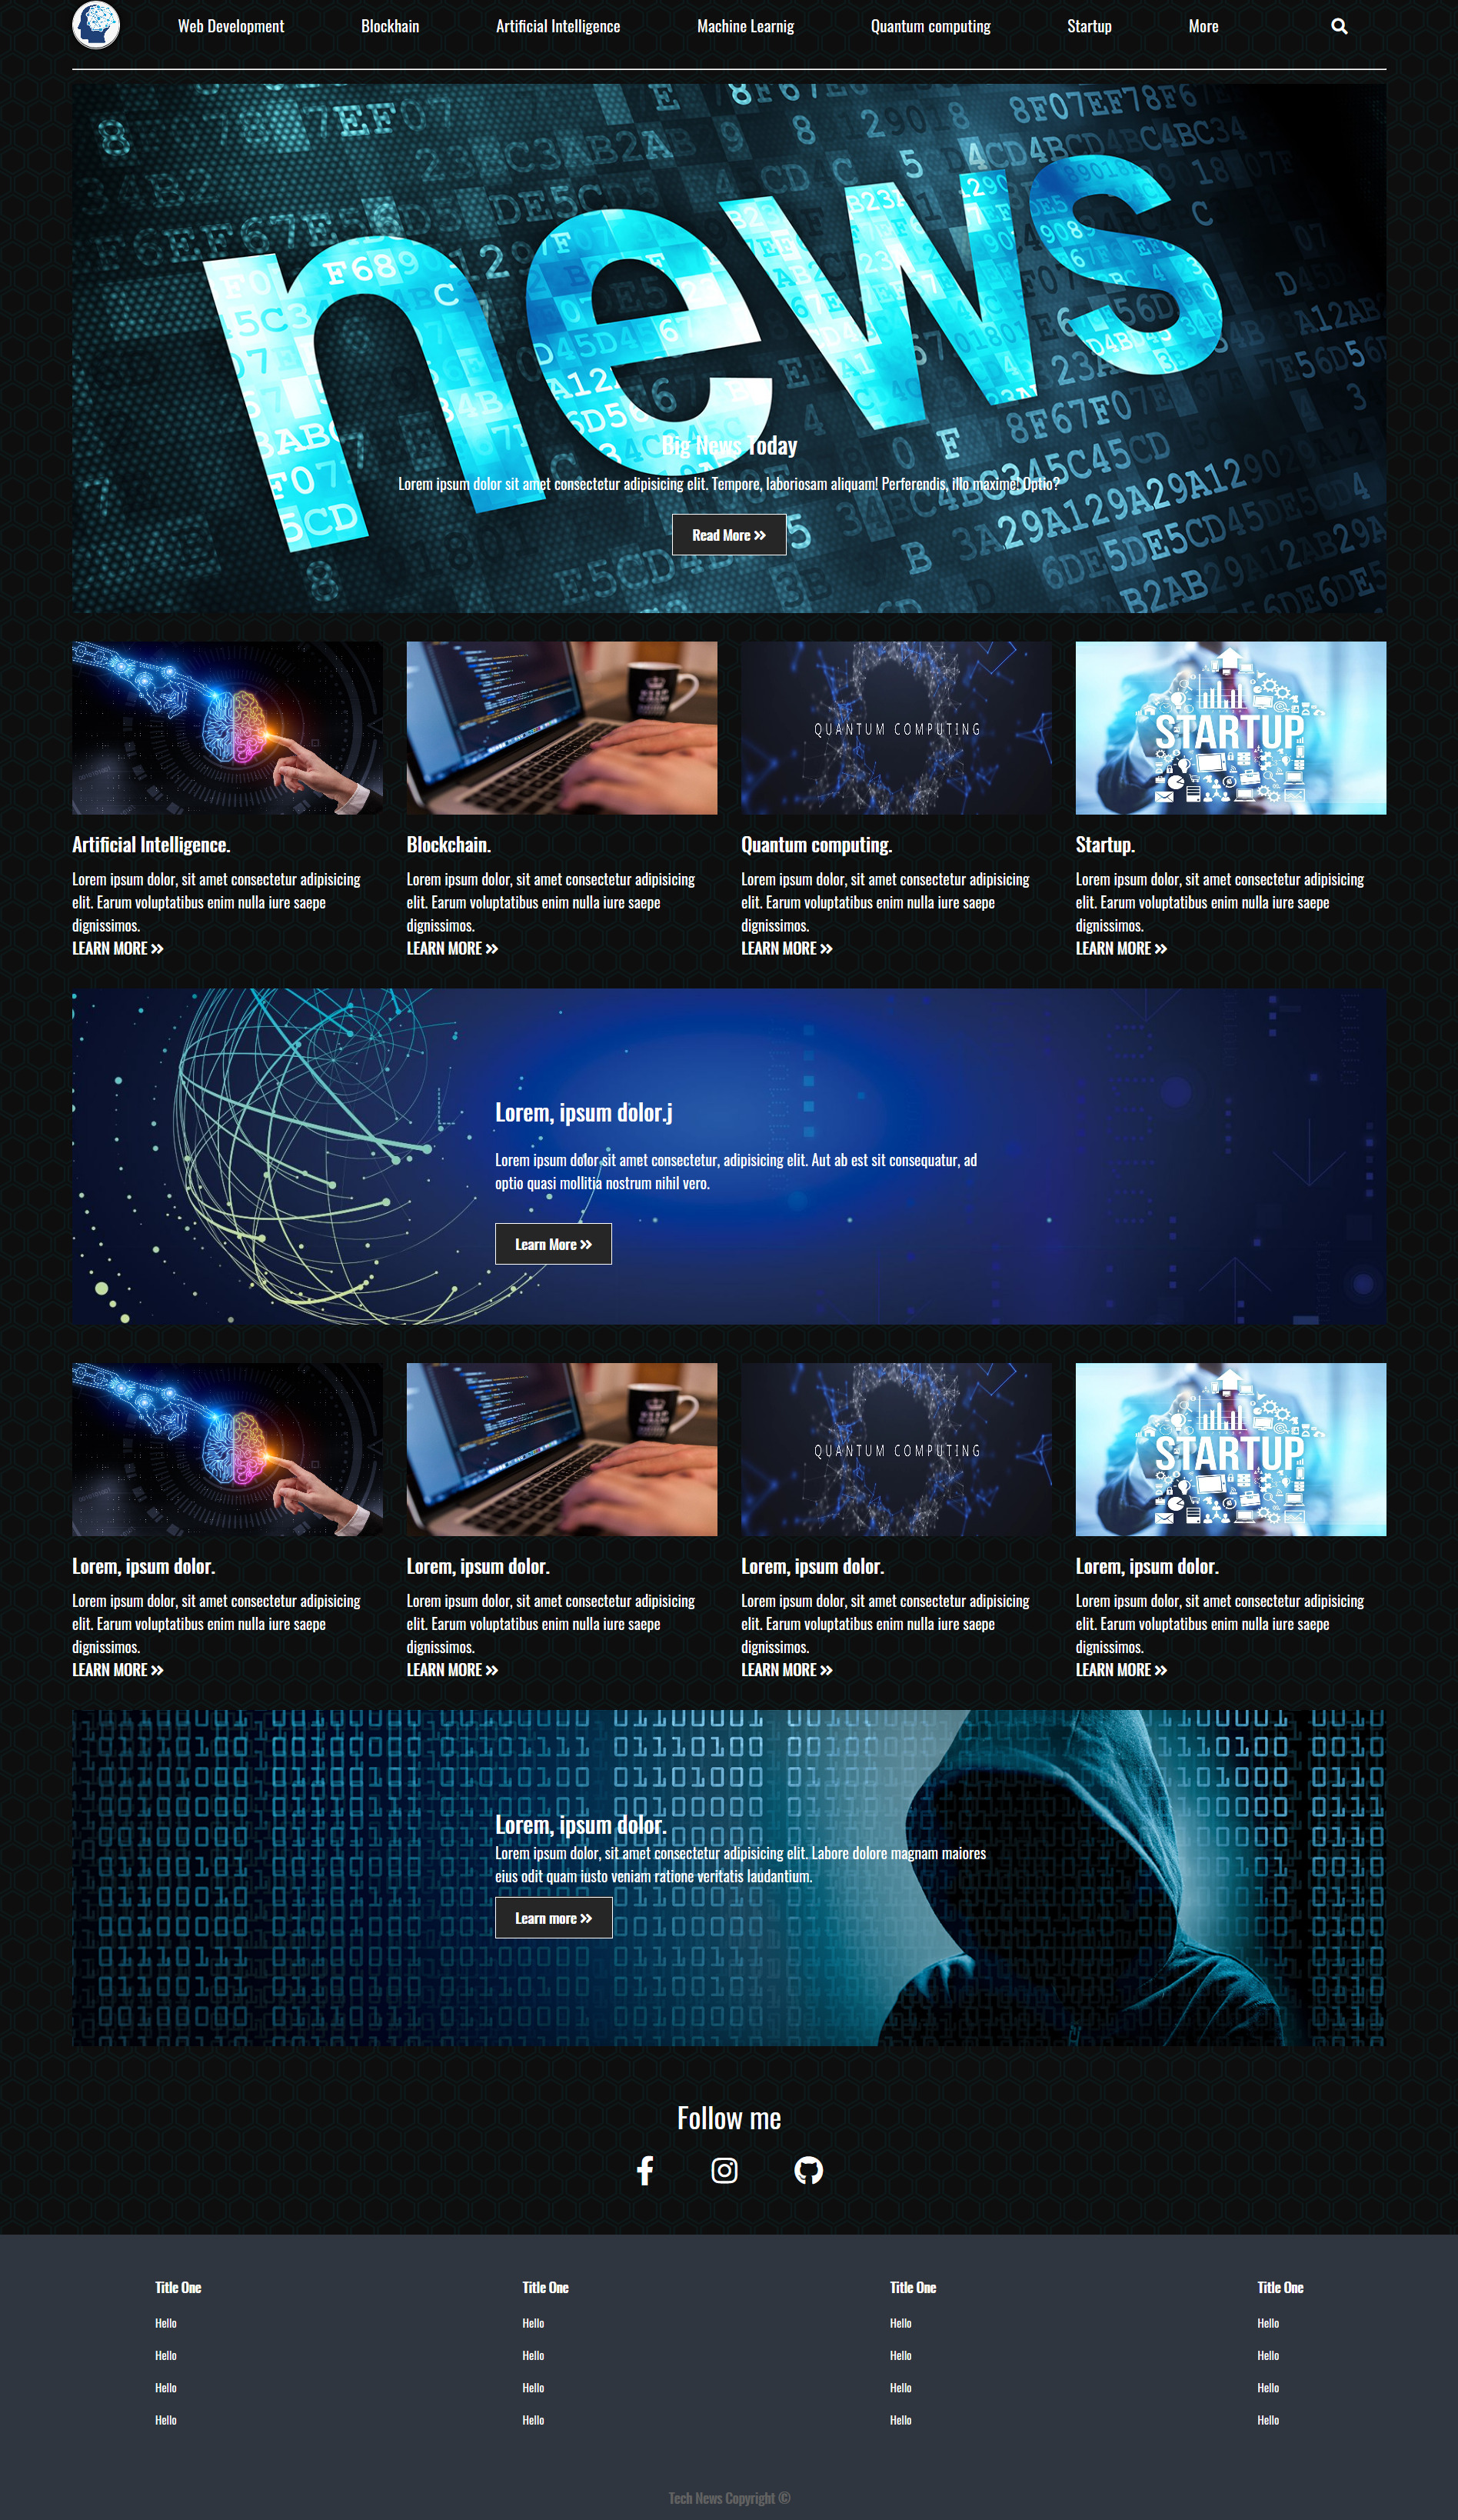 Web Development Blockhain Artificial Intelligence Machine Learnig Quantum computing Startup More
news
Big News Today
Lorem ipsum dolor sit amet consectetur adipisicing elit. Tempore, laboriosam aliquam! Perferendis, illo maxime! Optio?
Read More
QUANTUM COMPUTING
STARTUP
Artificial Intelligence.
Lorem ipsum dolor, sit amet consectetur adipisicing
elit. Earum voluptatibus enim nulla iure saepe
dignissimos.
LEARN MORE
Blockchain.
Lorem ipsum dolor, sit amet consectetur adipisicing
elit. Earum voluptatibus enim nulla iure saepe
dignissimos.
LEARN MORE
Quantum computing.
Lorem ipsum dolor, sit amet consectetur adipisicing
elit. Earum voluptatibus enim nulla iure saepe
dignissimos.
LEARN MORE
Startup.
Lorem ipsum dolor, sit amet consectetur adipisicing
elit. Earum voluptatibus enim nulla iure saepe
dignissimos.
LEARN MORE
Lorem, ipsum dolor.j
Lorem ipsum dolor sit amet consectetur, adipisicing elit. Aut ab est sit consequatur, ad
optio quasi mollitia nostrum nihil vero.
Learn More
QUANTUM COMPUTING
STARTUP
Lorem, ipsum dolor.
Lorem ipsum dolor, sit amet consectetur adipisicing
elit. Earum voluptatibus enim nulla iure saepe
dignissimos.
LEARN MORE
Lorem, ipsum dolor.
Lorem ipsum dolor, sit amet consectetur adipisicing
elit. Earum voluptatibus enim nulla iure saepe
dignissimos.
LEARN MORE
Lorem, ipsum dolor.
Lorem ipsum dolor, sit amet consectetur adipisicing
elit. Earum voluptatibus enim nulla iure saepe
dignissimos.
LEARN MORE
Lorem, ipsum dolor.
Lorem ipsum dolor, sit amet consectetur adipisicing
elit. Earum voluptatibus enim nulla iure saepe
dignissimos.
LEARN MORE
Lorem, ipsum dolor.
Lorem ipsum dolor, sit amet consectetur adipisicing elit. Labore dolore magnam maiores
eius odit quam iusto veniam ratione veritatis laudantium.
Learn more
Follow me
Title One Title One Title One Title One
Hello Hello Hello Hello
Hello Hello Hello Hello
Hello Hello Hello Hello
Hello Hello Hello Hello
Tech News Copyright ©